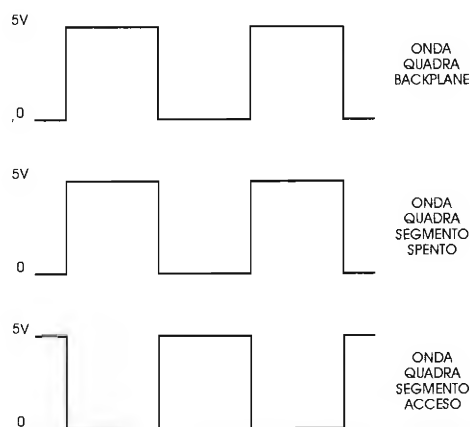 5V
ONDA
QUADRA
BACKPLANE
0
5V
ONDA
QUADRA
SEGMENTO
SPENTO
0
5V
ONDA
QUADRA
SEGMENTO
ACCESO
0